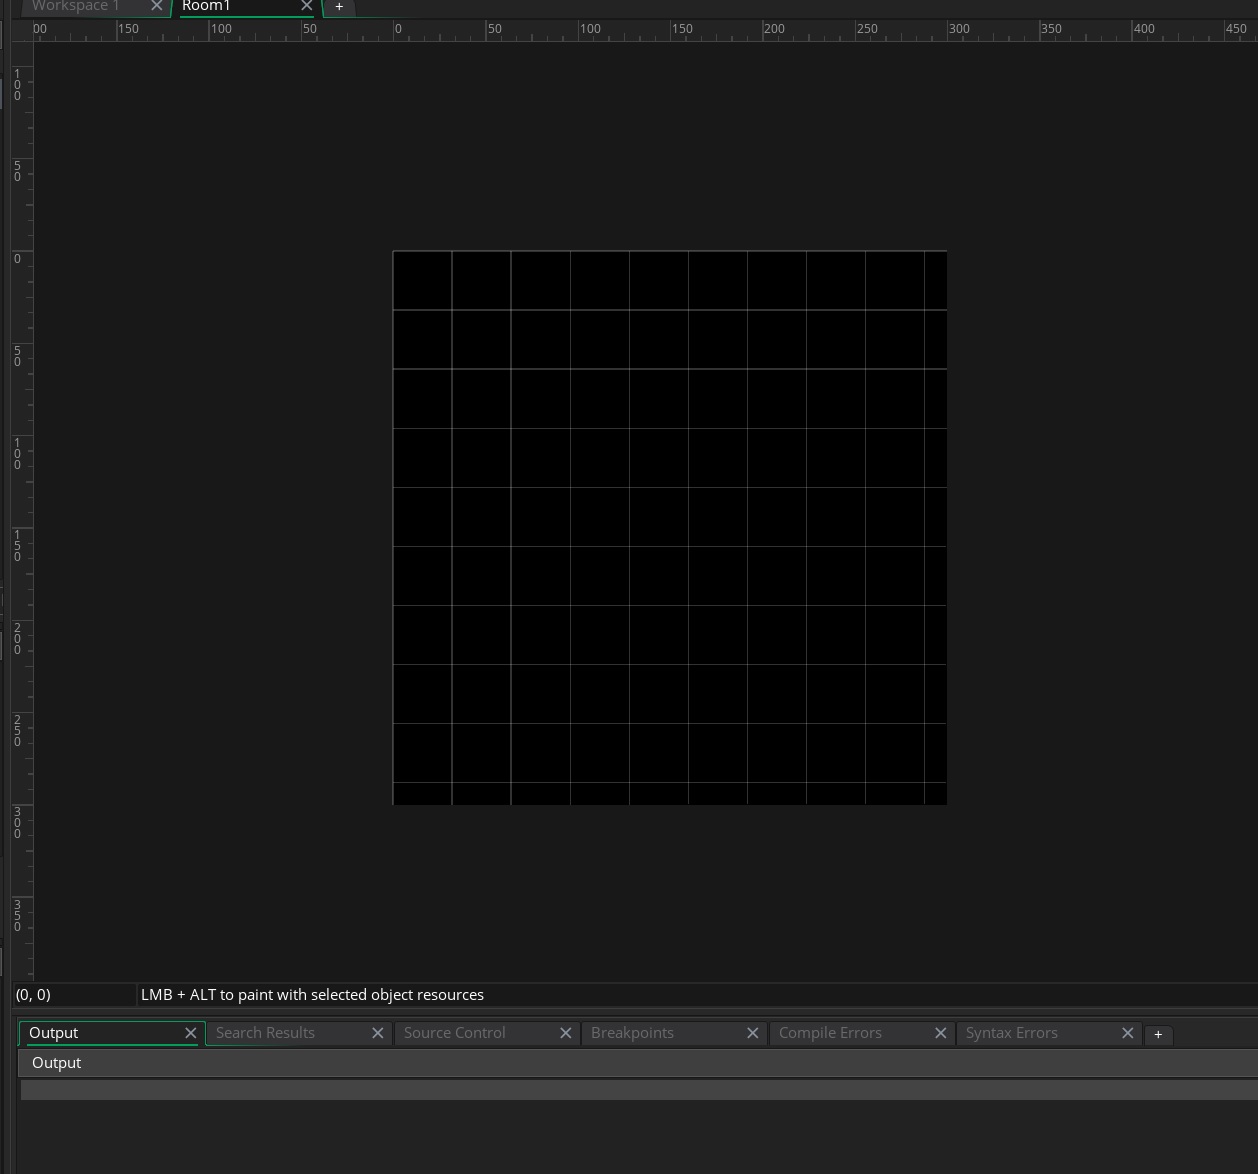 Workspace 1 Room1 +
00 150 100 50 0 50 100 150 200 250 300 350 400 450
100
50
0
50
100
150
200
250
300
350
(0, 0) LMB + ALT to paint with selected object resources
Output Search Results Source Control Breakpoints Compile Errors Syntax Errors +
Output